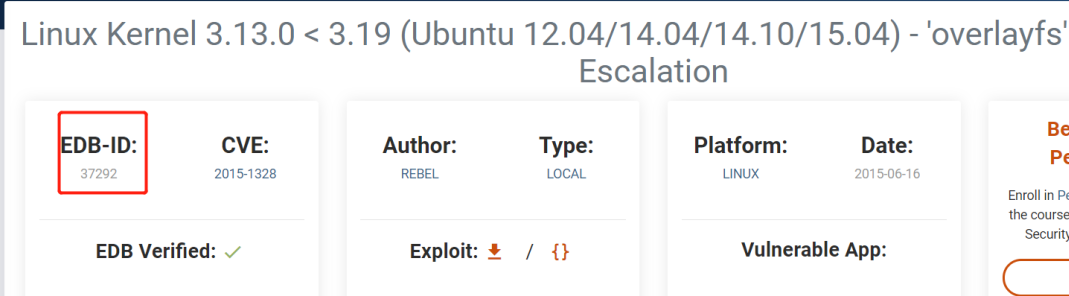 Linux Kernel 3.13.0 < 3.19 (Ubuntu 12.04/14.04/14.10/15.04) - 'overlayfs'
Escalation
EDB-ID:
37292
CVE:
2015-1328
Author:
REBEL
Type:
LOCAL
Platform:
LINUX
Date:
2015-06-16
EDB Verified:
Exploit: / {}
Vulnerable App:
Be
Pe
Enroll in Pe
the course
Security